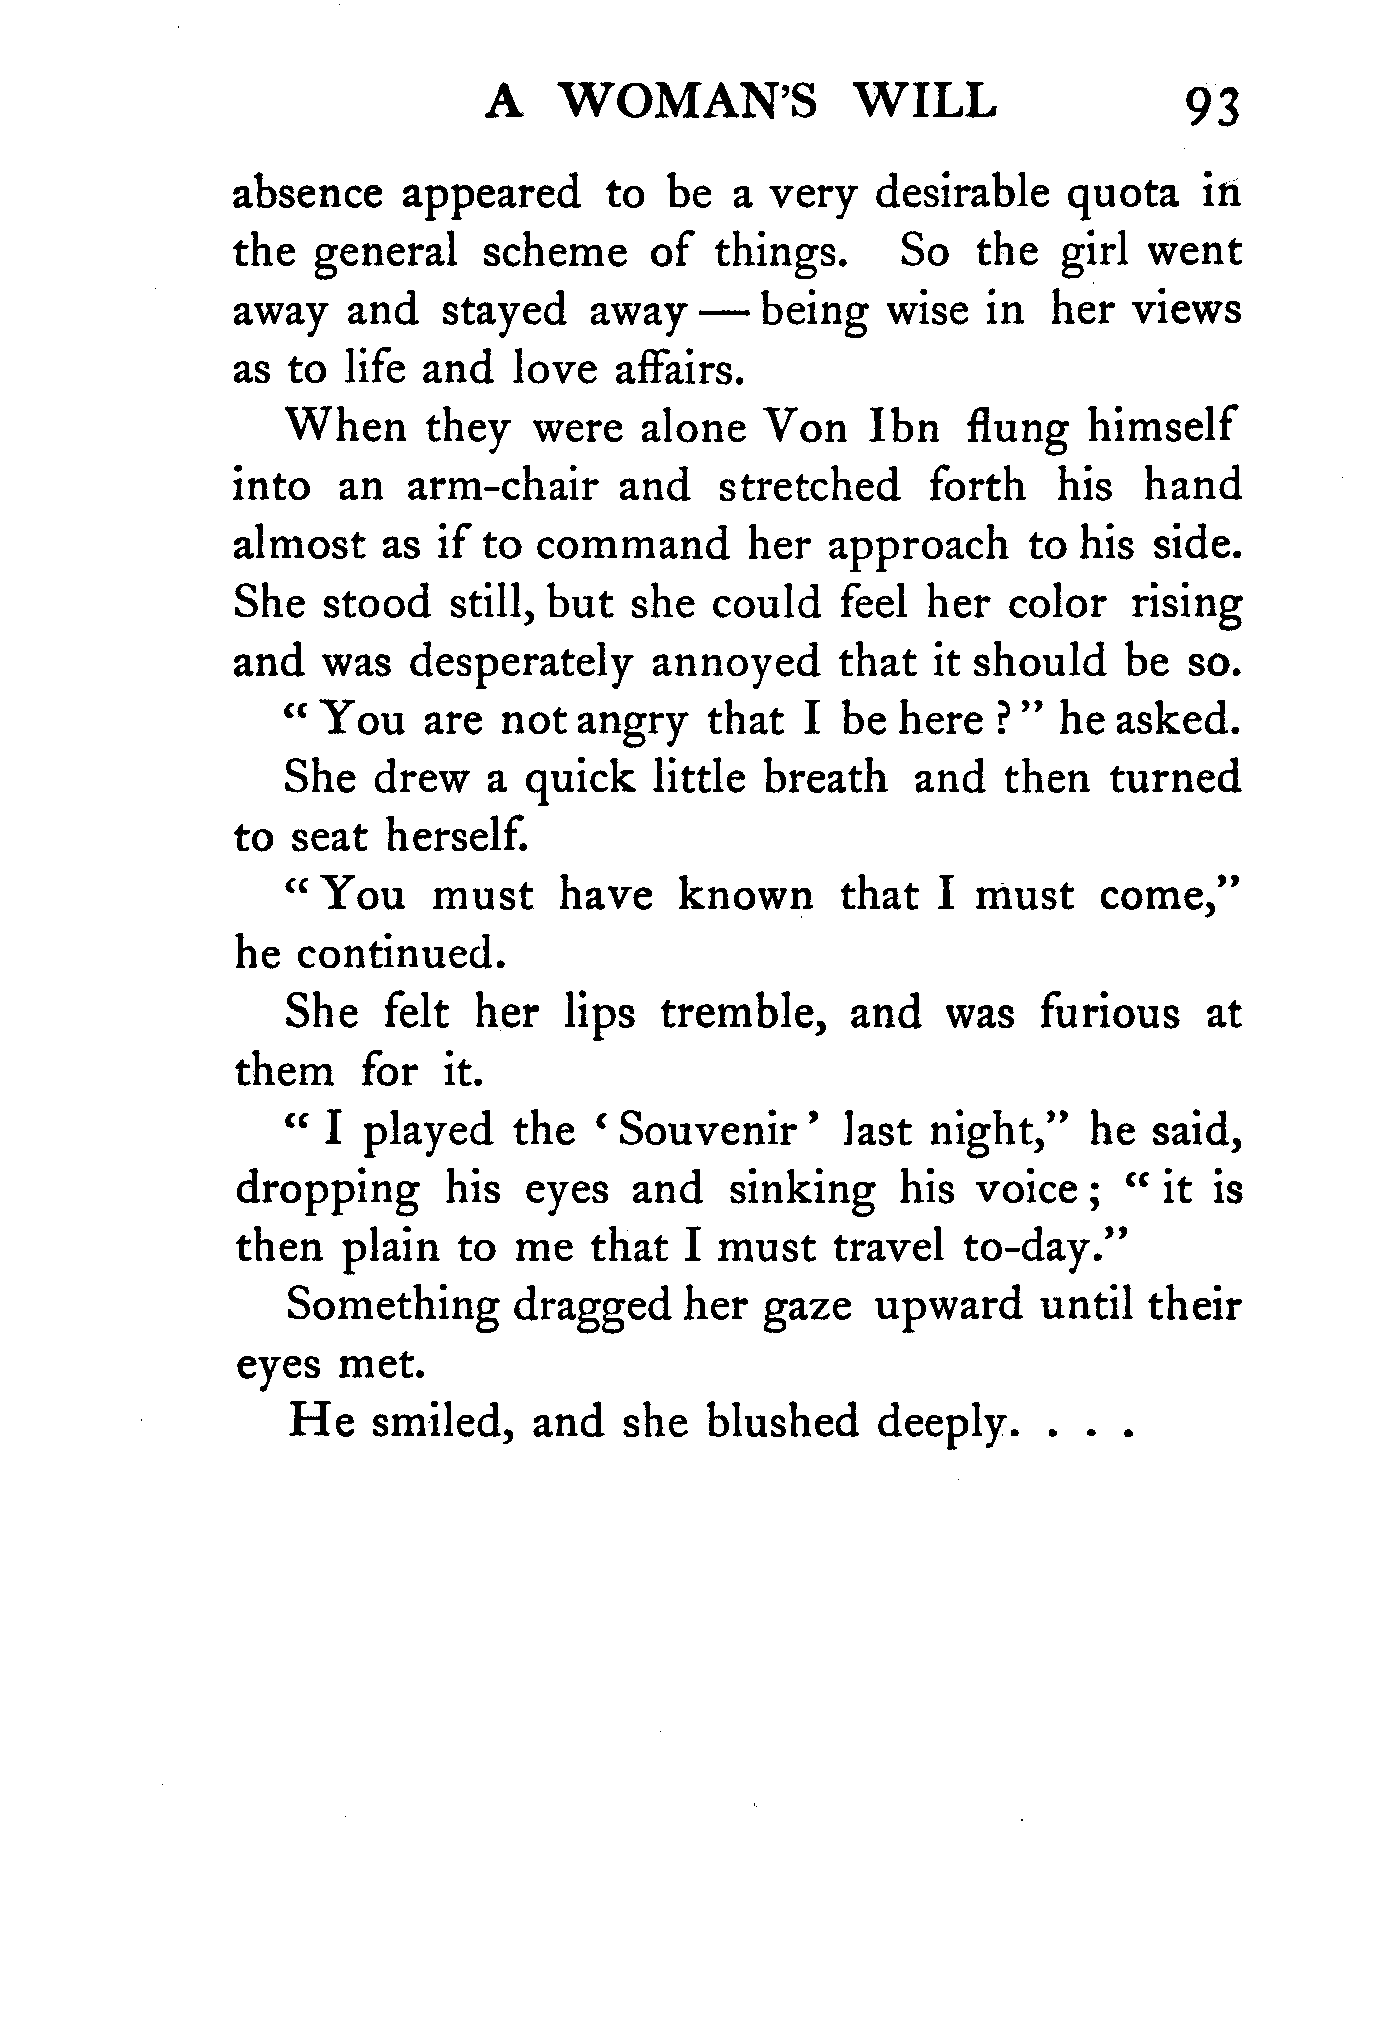 A WOMAN'S WILL 93
absence appeared to be a very desirable quota in
the general scheme of things. So the girl went
away and stayed away — being wise in her views
as to life and love affairs.
When they were alone Von Ibn flung himself
into an arm-chair and stretched forth his hand
almost as if to command her approach to his side.
She stood still, but she could feel her color rising
and was desperately annoyed that it should be so.
“ You are not angry that I be here ? ” he asked.
She drew a quick little breath and then turned
to seat herself.
“ You must have known that I must come,”
he continued.
She felt her lips tremble, and was furious at
them for it.
“ I played the ‘ Souvenir ’ last night,” he said,
dropping his eyes and sinking his voice ; “ it is
then plain to me that I must travel to-day.”
Something dragged her gaze upward until their
eyes met.
He smiled, and she blushed deeply. . . .